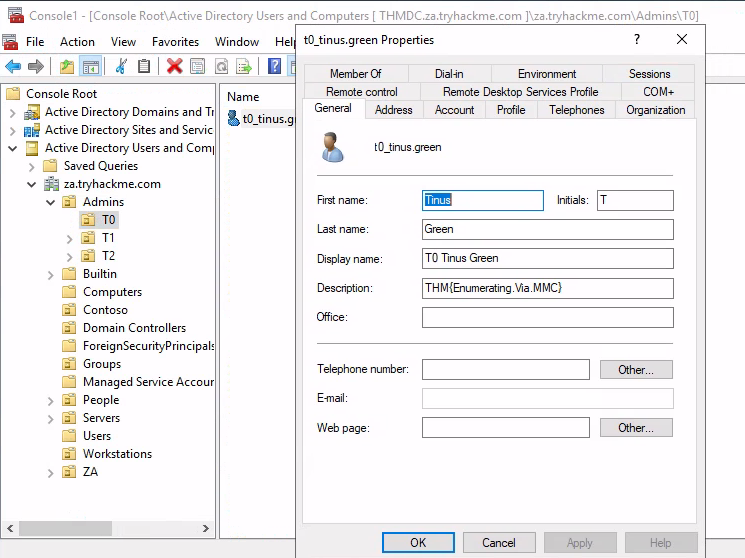 Console1 - [Console Root\Active Directory Users and Computers [ THMDC.za.tryhackme.com ]\za.tryhackme.com\Admins\T0]
File Action View Favorites Window Help
Console Root
Active Directory Domains and Tr
Active Directory Sites and Servic
Active Directory Users and Comp
Saved Queries
za.tryhackme.com
Admins
T0
T1
T2
Builtin
Computers
Contoso
Domain Controllers
ForeignSecurityPrincipals
Managed Service Accour
Groups
People
Servers
Users
Workstations
ZA
Name
t0_tinus.gr
t0_tinus.green Properties
Member Of Dial-in Environment Sessions
Remote control Remote Desktop Services Profile COM+
General Address Account Profile Telephones Organization
t0_tinus.green
First name: Tinus Initials: T
Last name: Green
Display name: T0 Tinus Green
Description: THM{Enumerating.Via.MMC}
Office:
Telephone number: Other...
E-mail:
Web page: Other...
OK Cancel Apply Help